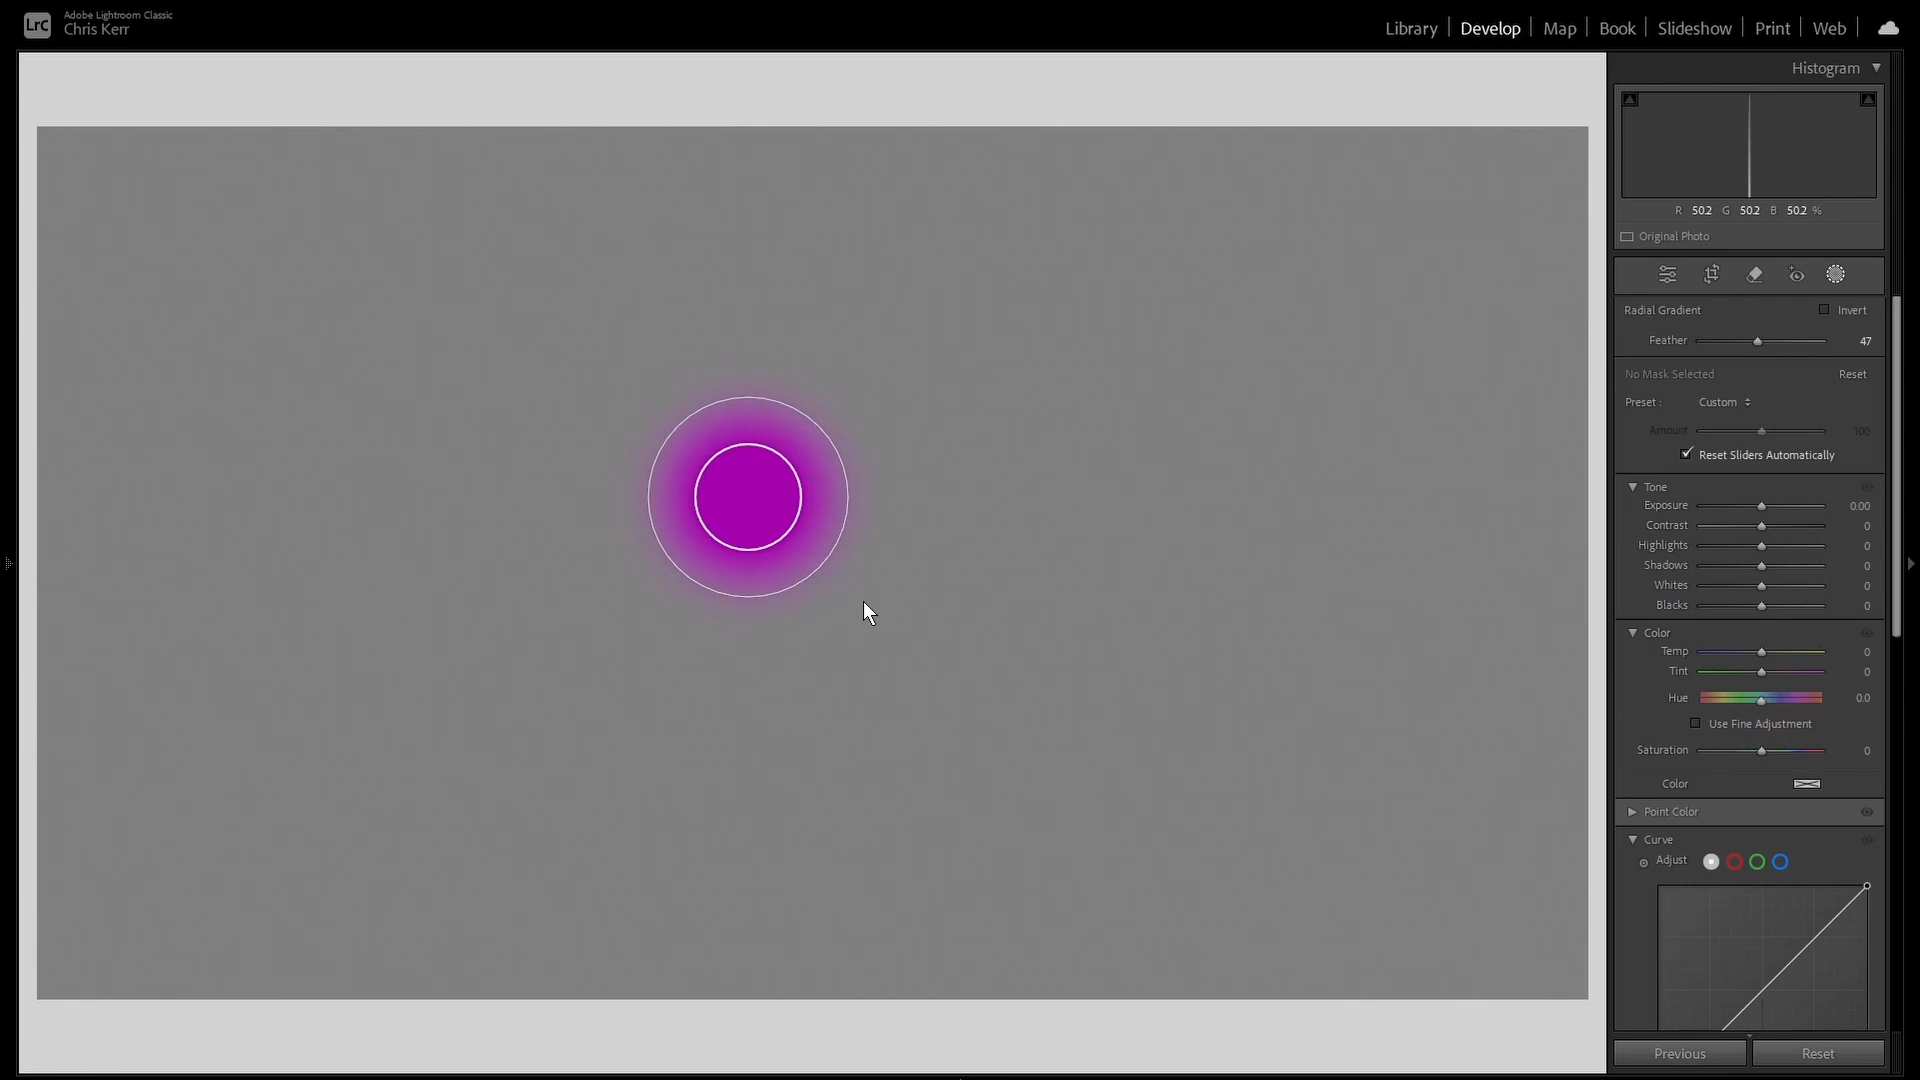 LrC
Adobe Lightroom Classic
Chris Kerr
Library Develop Map Book Slideshow Print Web
Histogram
R 50.2 G 50.2 B 50.2 %
Original Photo
Radial Gradient Invert
Feather 47
No Mask Selected Reset
Preset : Custom
Amount 100
Reset Sliders Automatically
Tone
Exposure 0.00
Contrast 0
Highlights 0
Shadows 0
Whites 0
Blacks 0
Color
Temp 0
Tint 0
Hue 0.0
Use Fine Adjustment
Saturation 0
Color
Point Color
Curve
Adjust
Previous Reset